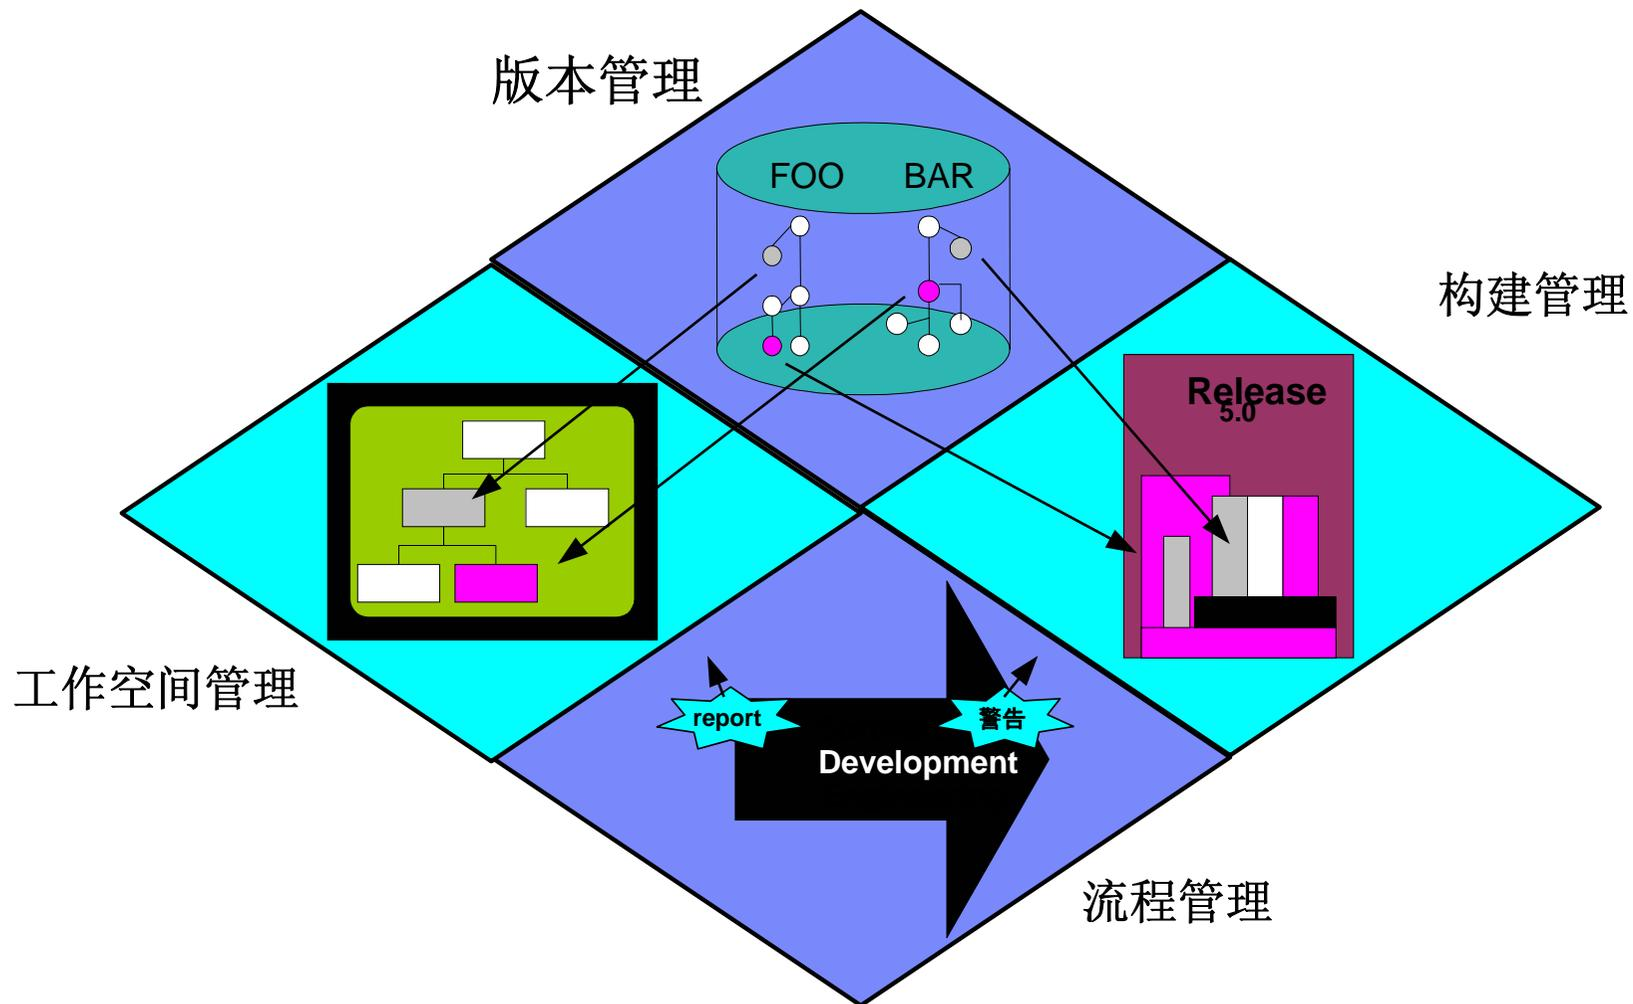 版本管理
FOO BAR
构建管理
Release
5.0
工作空间管理
report
警告
Development
流程管理